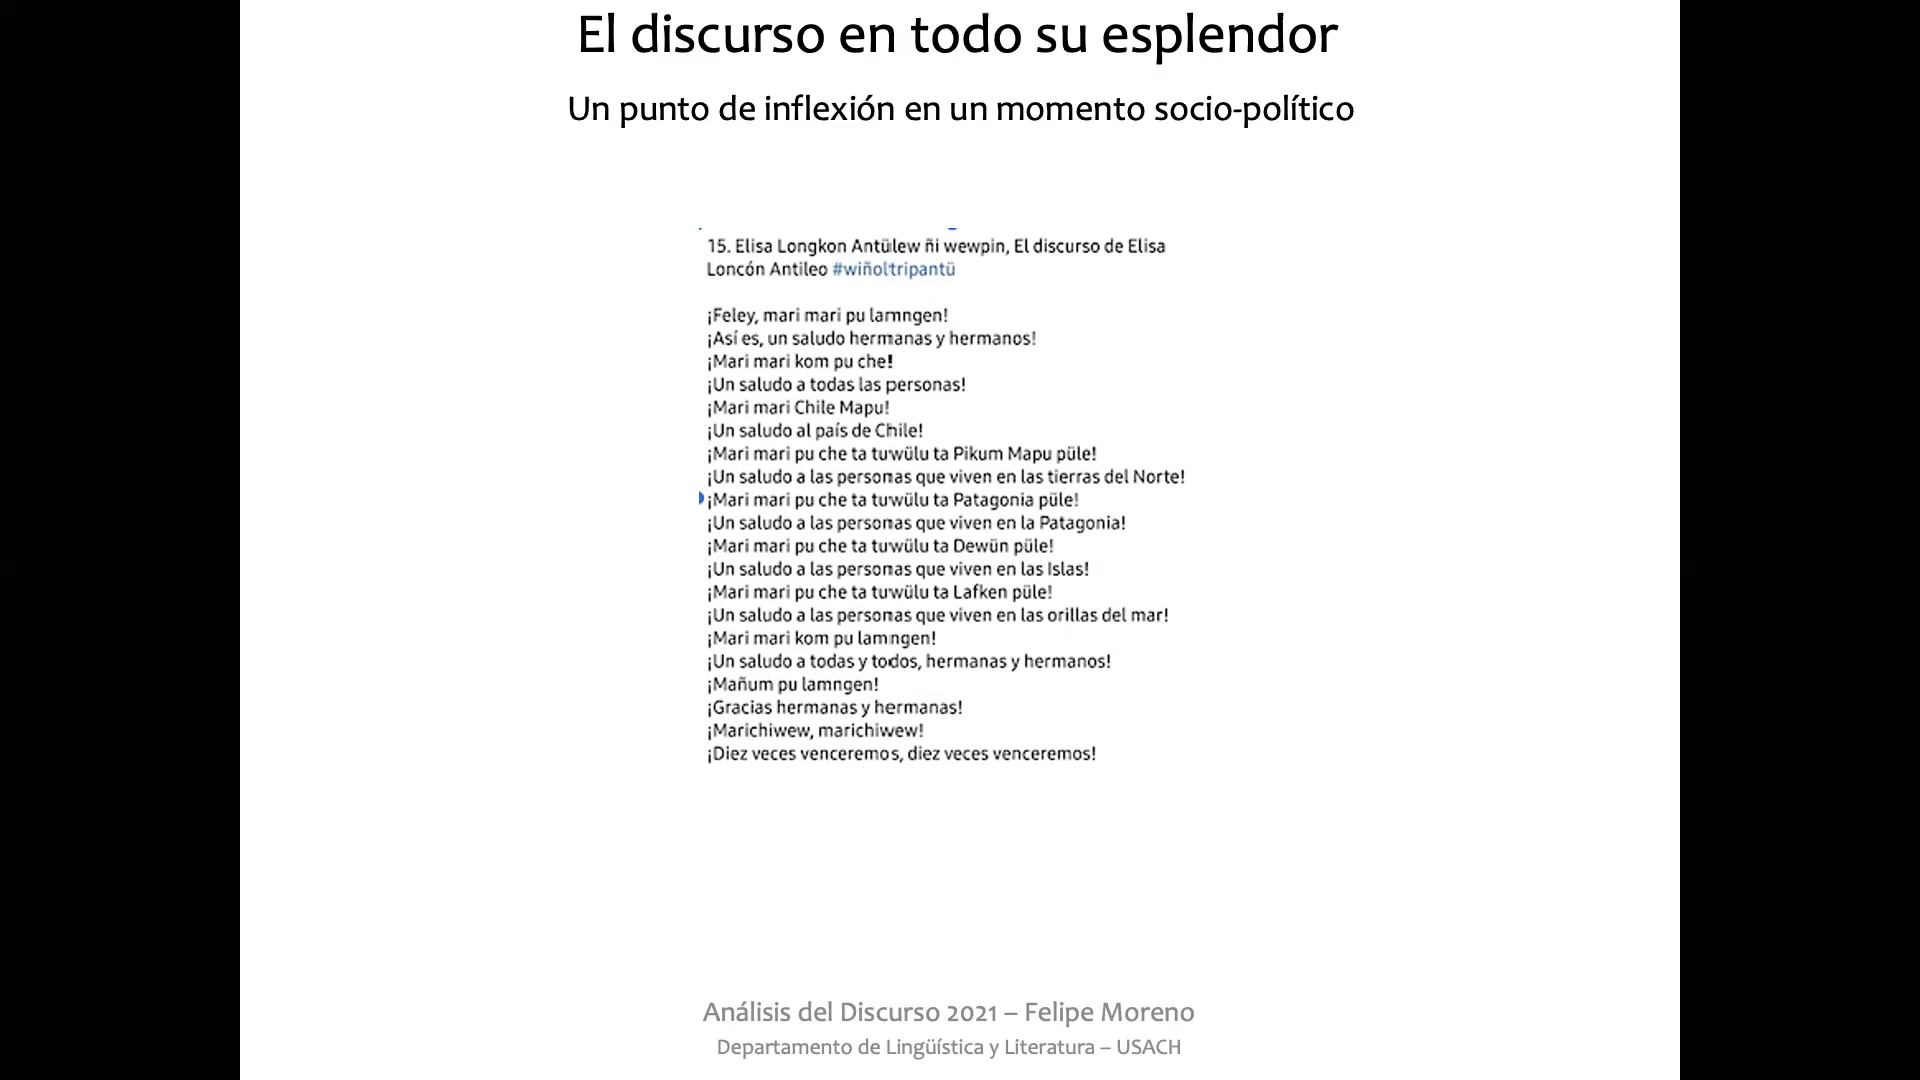 El discurso en todo su esplendor
Un punto de inflexión en un momento socio-político
15. Elisa Longkon Antülew ñi wewpin, El discurso de Elisa
Loncón Antileo #wiñoltripantü
¡Feley, mari mari pu lamngen!
¡Así es, un saludo hermanas y hermanos!
¡Mari mari kom pu che!
¡Un saludo a todas las personas!
¡Mari mari Chile Mapu!
¡Un saludo al país de Chile!
¡Mari mari pu che ta tuwülu ta Pikum Mapu püle!
¡Un saludo a las personas que viven en las tierras del Norte!
¡Mari mari pu che ta tuwülu ta Patagonia püle!
¡Un saludo a las personas que viven en la Patagonia!
¡Mari mari pu che ta tuwülu ta Dewün püle!
¡Un saludo a las personas que viven en las Islas!
¡Mari mari pu che ta tuwülu ta Lafken püle!
¡Un saludo a las personas que viven en las orillas del mar!
¡Mari mari kom pu lamngen!
¡Un saludo a todas y todos, hermanas y hermanos!
¡Mañum pu lamngen!
¡Gracias hermanas y hermanas!
¡Marichiwew, marichiwew!
¡Diez veces venceremos, diez veces venceremos!
Análisis del Discurso 2021 – Felipe Moreno
Departamento de Lingüística y Literatura – USACH